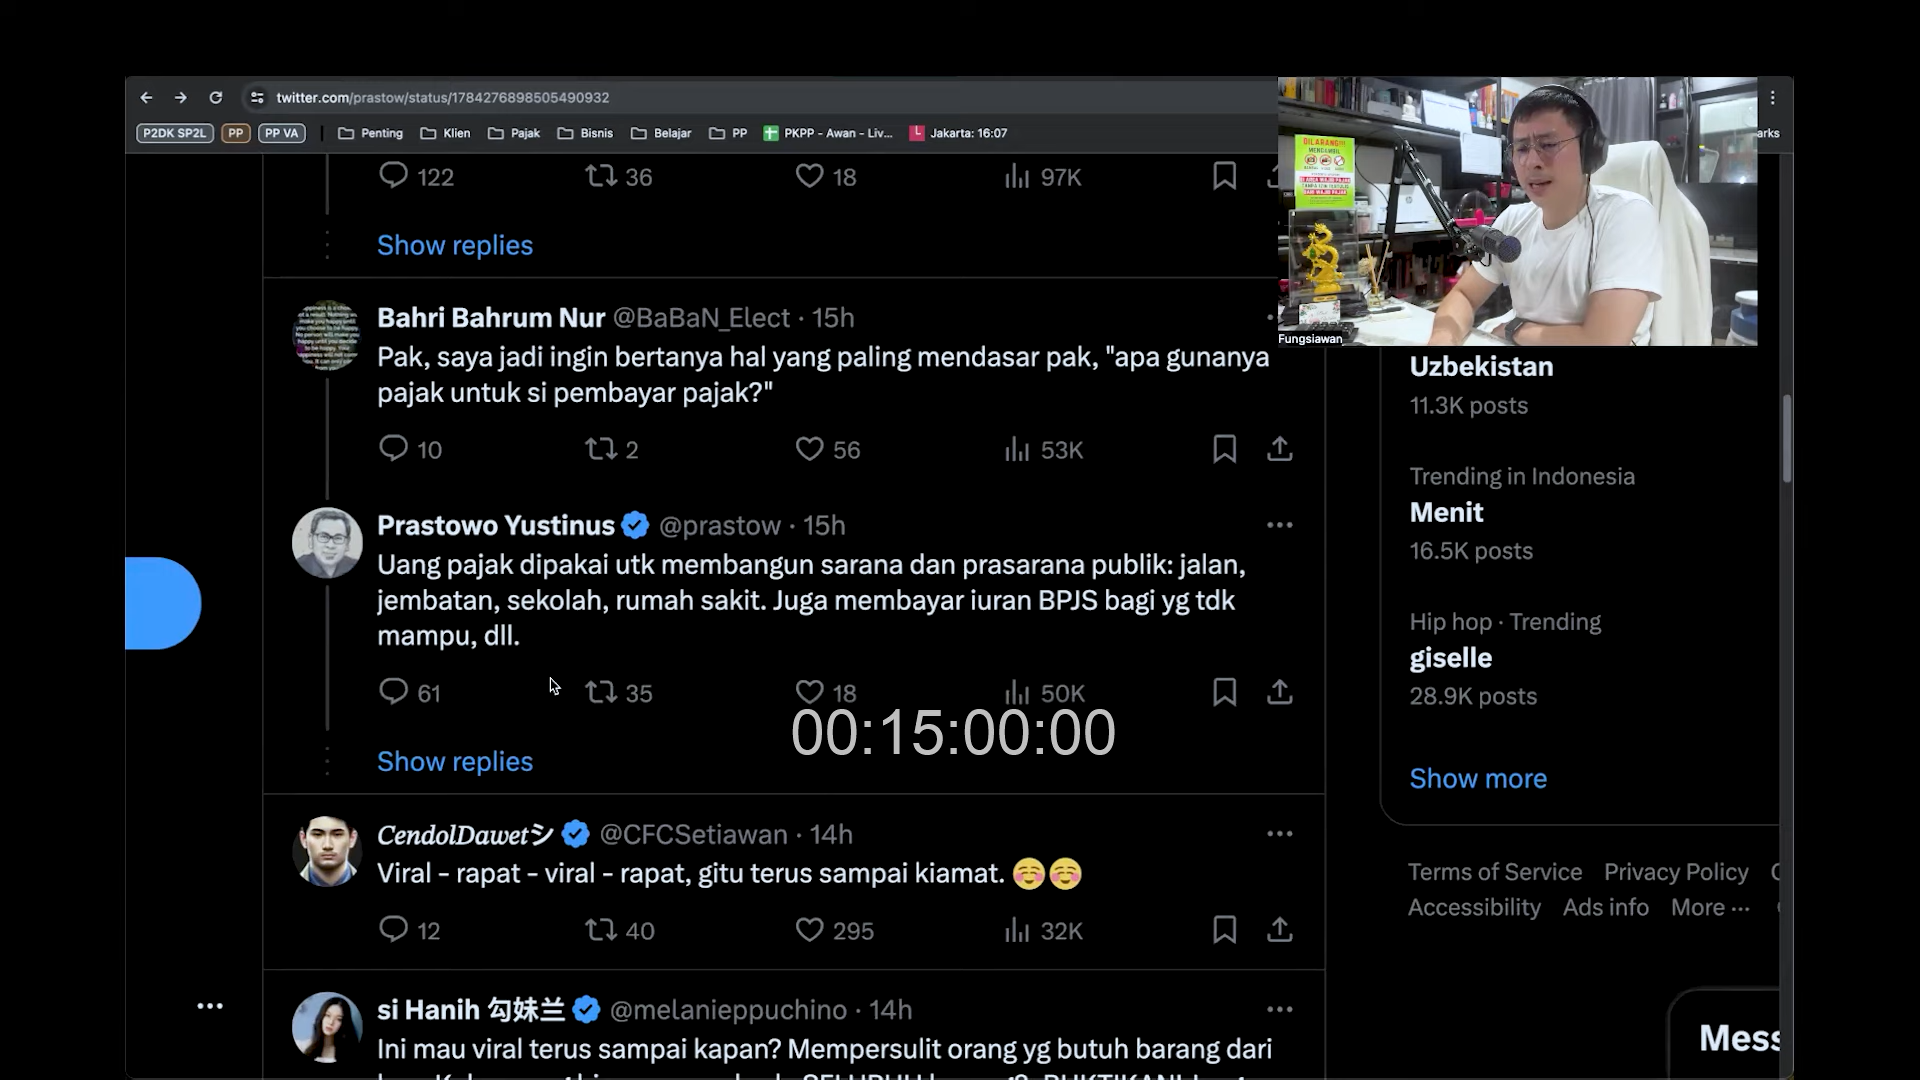 twitter.com/prastow/status/1784276898505490932
P2DK SP2L PP PP VA Penting Klien Pajak Bisnis Belajar PP PKPP - Awan - Liv... Jakarta: 16:07
arks
122 36 18 97K
Show replies
DILARANG!!!
Fungsiawan
Bahri Bahrum Nur @BaBaN_Elect · 15h
Pak, saya jadi ingin bertanya hal yang paling mendasar pak, "apa gunanya
pajak untuk si pembayar pajak?"
10 2 56 53K
Prastowo Yustinus @prastow · 15h
Uang pajak dipakai utk membangun sarana dan prasarana publik: jalan,
jembatan, sekolah, rumah sakit. Juga membayar iuran BPJS bagi yg tdk
mampu, dll.
61 35 18 50K
00:15:00:00
Show replies
CendolDawetシ @CFCSetiawan · 14h
Viral - rapat - viral - rapat, gitu terus sampai kiamat. ☺️☺️
12 40 295 32K
si Hanih 勾妹兰 @melanieppuchino · 14h
Ini mau viral terus sampai kapan? Mempersulit orang yg butuh barang dari
Uzbekistan
11.3K posts
Trending in Indonesia
Menit
16.5K posts
Hip hop · Trending
giselle
28.9K posts
Show more
Terms of Service Privacy Policy
Accessibility Ads info More ...
Mess